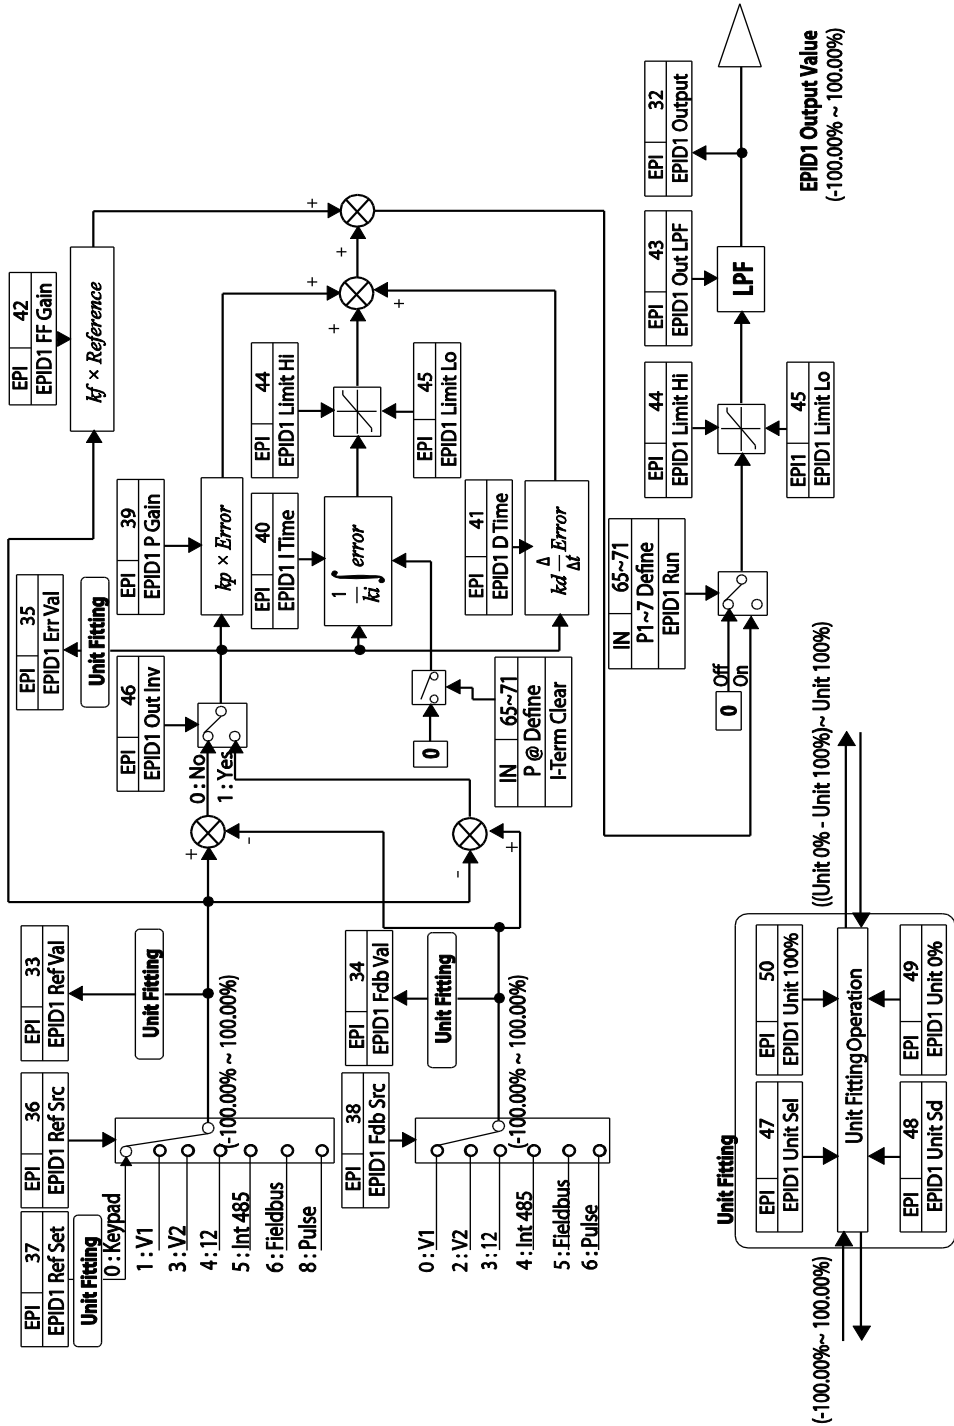 EPI 37
EPID1 Ref Set
Unit Fitting
EPI 36
EPID1 Ref Src
0 : Keypad
1 : V1
3 : V2
4 : 12
5 : Int 485
6 : Fieldbus
8 : Pulse
(-100.00% ~ 100.00%)
EPI 33
EPID1 Ref Val
Unit Fitting
EPI 38
EPID1 Fdb Src
0 : V1
2 : V2
3 : 12
4 : Int 485
5 : Fieldbus
6 : Pulse
(-100.00% ~ 100.00%)
EPI 34
EPID1 Fdb Val
Unit Fitting
+
-
-
+
0 : No
1 : Yes
EPI 46
EPID1 Out Inv
EPI 35
EPID1 Err Val
Unit Fitting
EPI 42
EPID1 FF Gain
kf × Reference
EPI 39
EPID1 P Gain
kp × Error
EPI 40
EPID1 I Time
1/ki ∫ error
EPI 41
EPID1 D Time
kd Δ/Δt Error
0
IN 65~71
P @ Define
I-Term Clear
EPI 44
EPID1 Limit Hi
EPI 45
EPID1 Limit Lo
+
+
+
+
+
0
Off
On
IN 65~71
P1~7 Define
EPID1 Run
EPI 44
EPID1 Limit Hi
EPI1 45
EPID1 Limit Lo
EPI 43
EPID1 Out LPF
LPF
EPI 32
EPID1 Output
EPID1 Output Value
(-100.00% ~ 100.00%)
Unit Fitting
EPI 47
EPID1 Unit Sel
EPI 50
EPID1 Unit 100%
Unit Fitting Operation
EPI 48
EPID1 Unit Sd
EPI 49
EPID1 Unit 0%
(-100.00%~ 100.00%)
((Unit 0% - Unit 100%)~ Unit 100%)